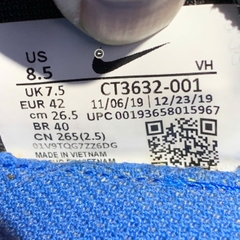 US
8.5
VH
UK 7.5
CT3632-001
EUR 42
11/06/19 12/23/19
cm 26.5
UPC 00193658015967
BR 40
CN 265(2.5)
01V9TQG7ZZ6DG
MADE IN VIETNAM